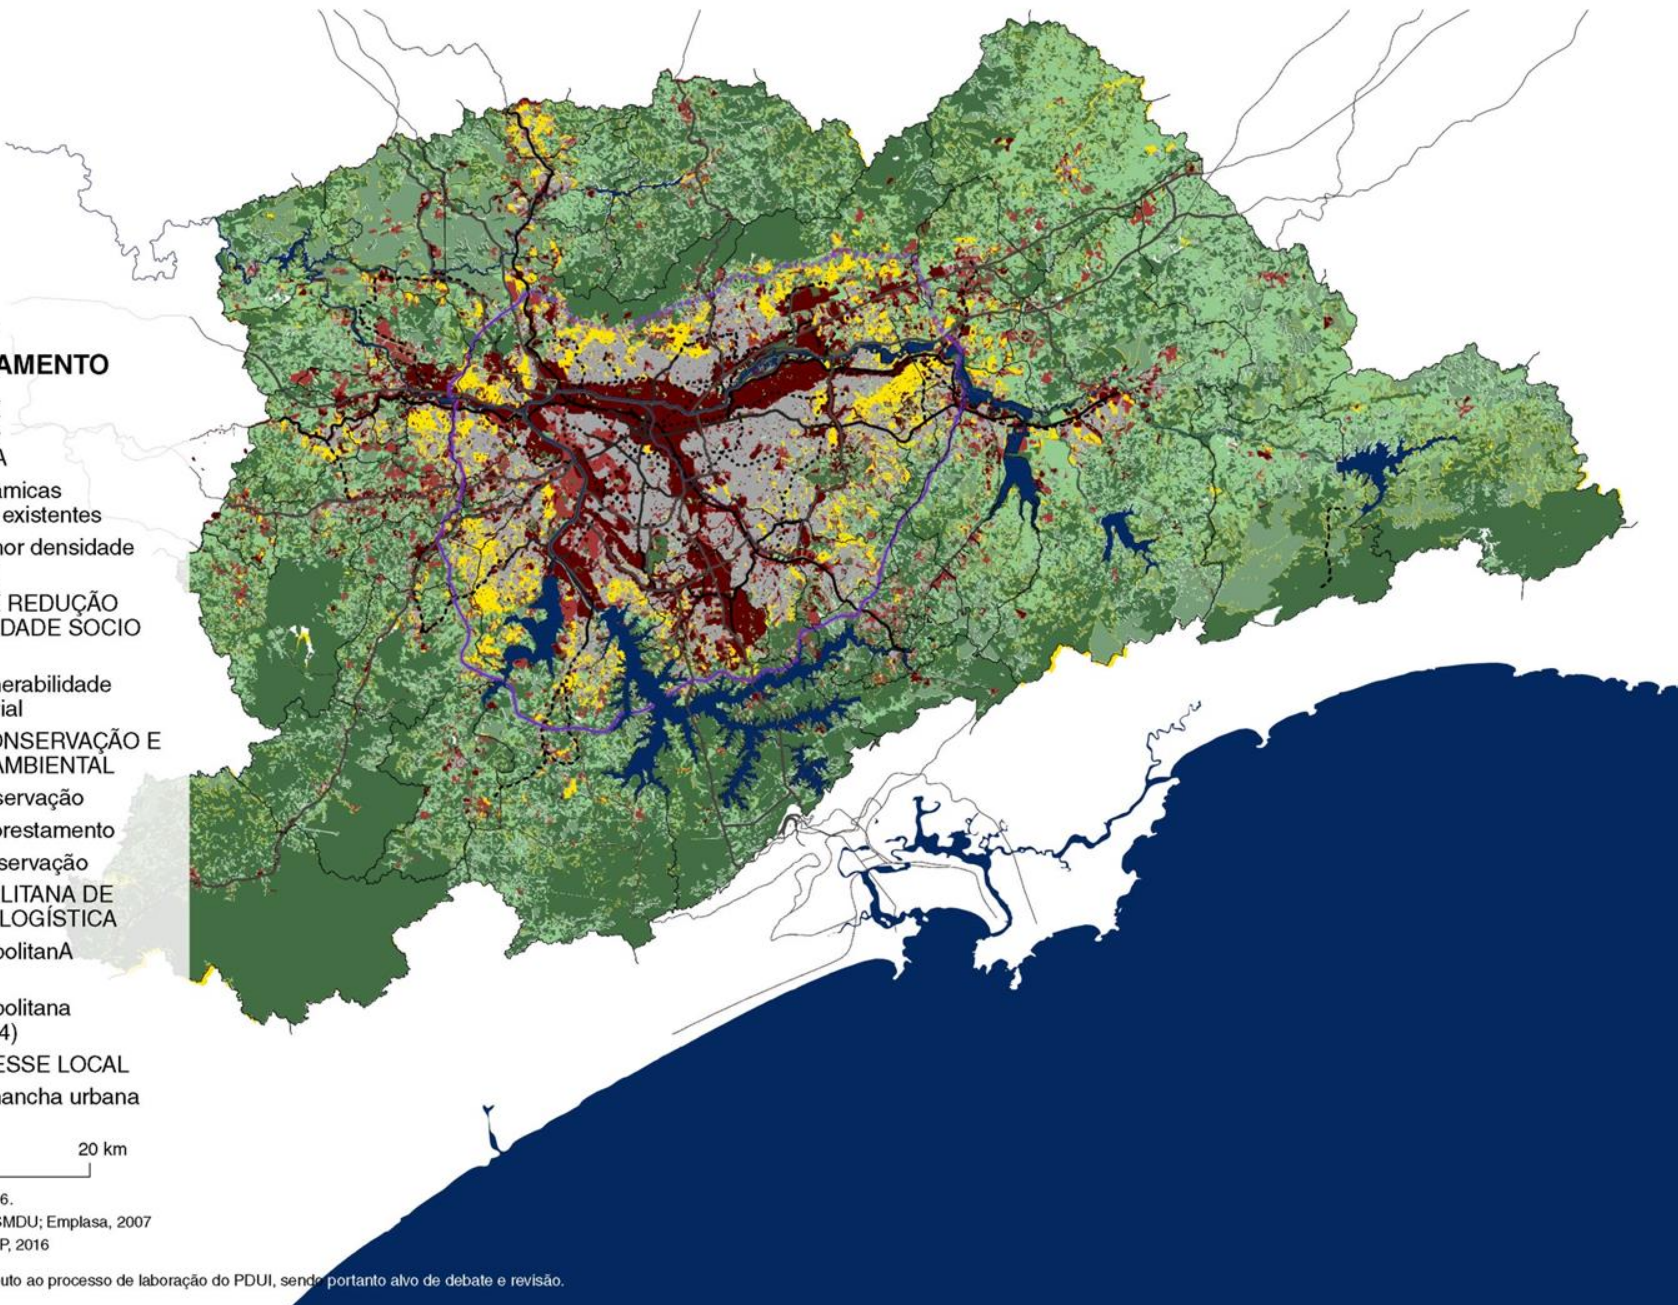 AMENTO
A
âmicas
existentes
nor densidade
E REDUÇÃO
DADE SOCIO
nerabilidade
ial
ONSERVAÇÃO E
AMBIENTAL
servação
orestamento
servação
LITANA DE
LOGÍSTICA
politanA
politana
4)
ESSE LOCAL
mancha urbana
20 km
6.
SMDU; Emplasa, 2007
P, 2016
uto ao processo de laboração do PDUI, sendo portanto alvo de debate e revisão.